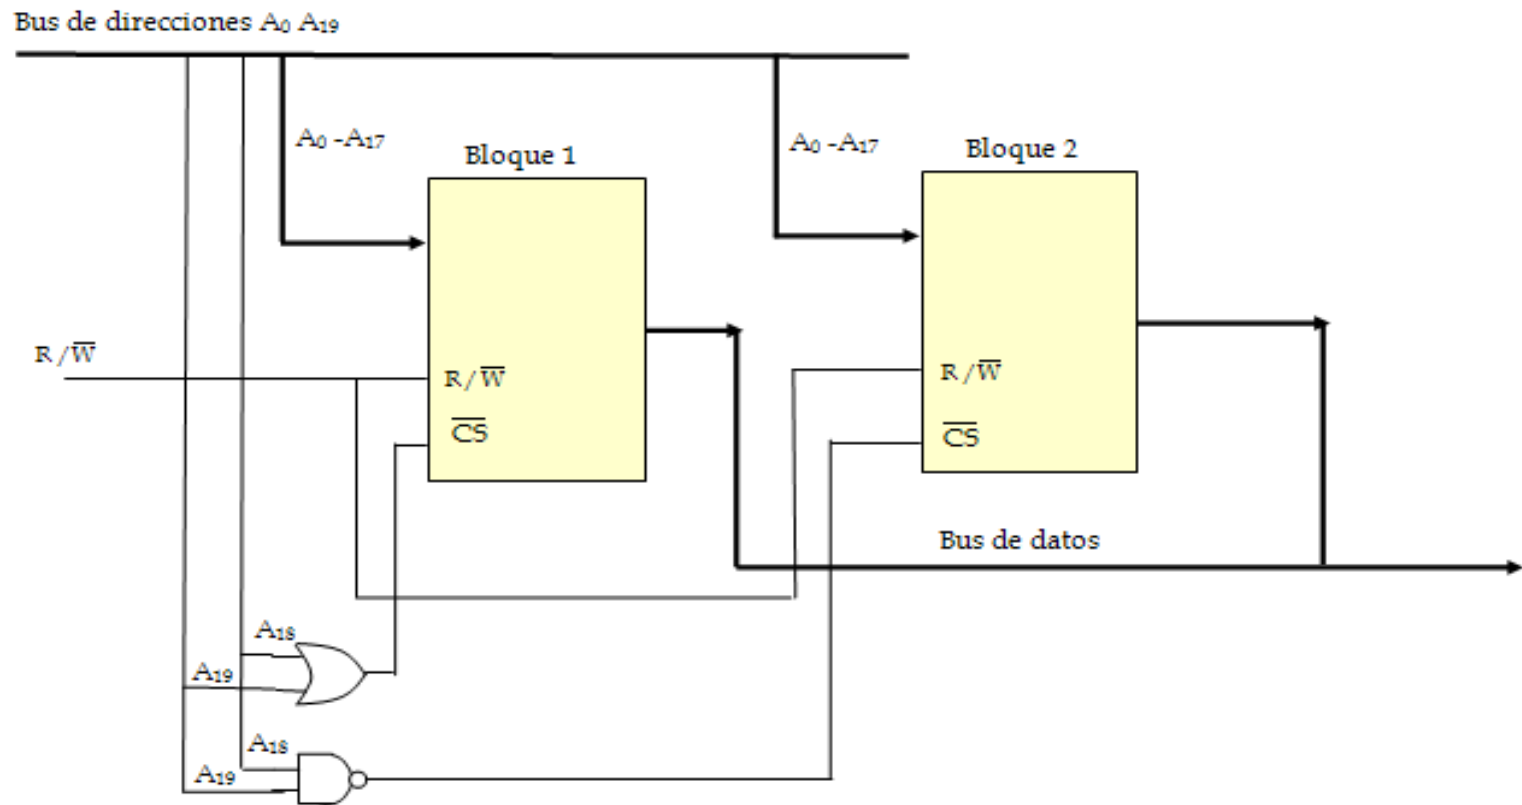 Bus de direcciones A₀ A₁₉
A₀ -A₁₇
Bloque 1
A₀ -A₁₇
Bloque 2
R /W̅
R/W̅
C̅S̅
R /W̅
C̅S̅
Bus de datos
A₁₈
A₁₉
A₁₈
A₁₉